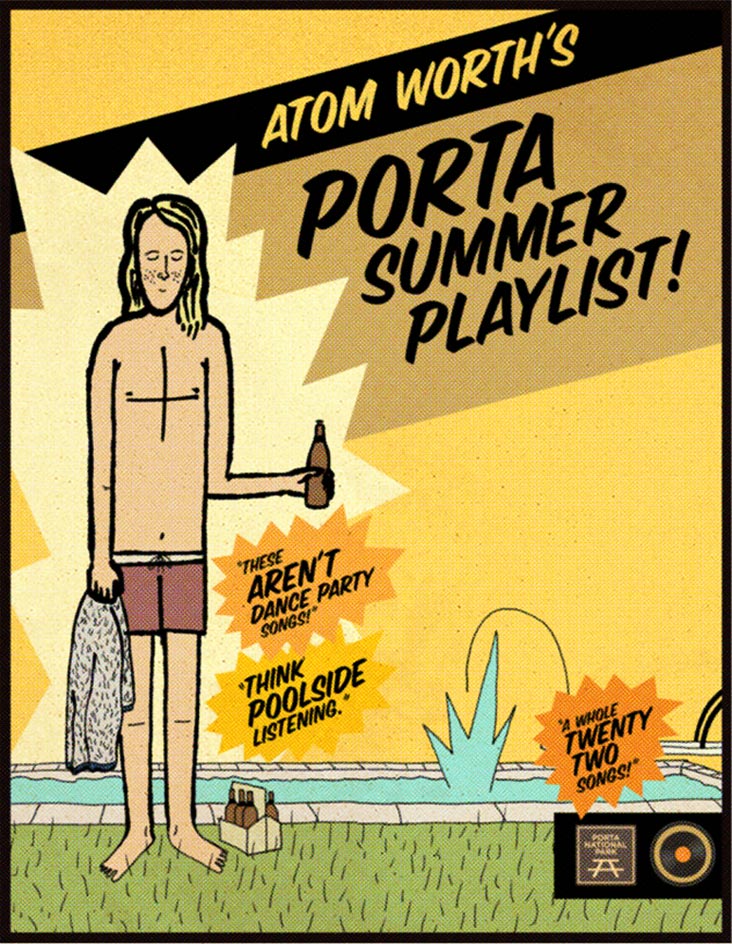 ATOM WORTH'S
PORTA
SUMMER
PLAYLIST!
"THESE
AREN'T
DANCE PARTY
SONGS!"
"THINK
POOLSIDE
LISTENING."
"A WHOLE
TWENTY
TWO
SONGS!"
PORTA
NATIONAL
PARK